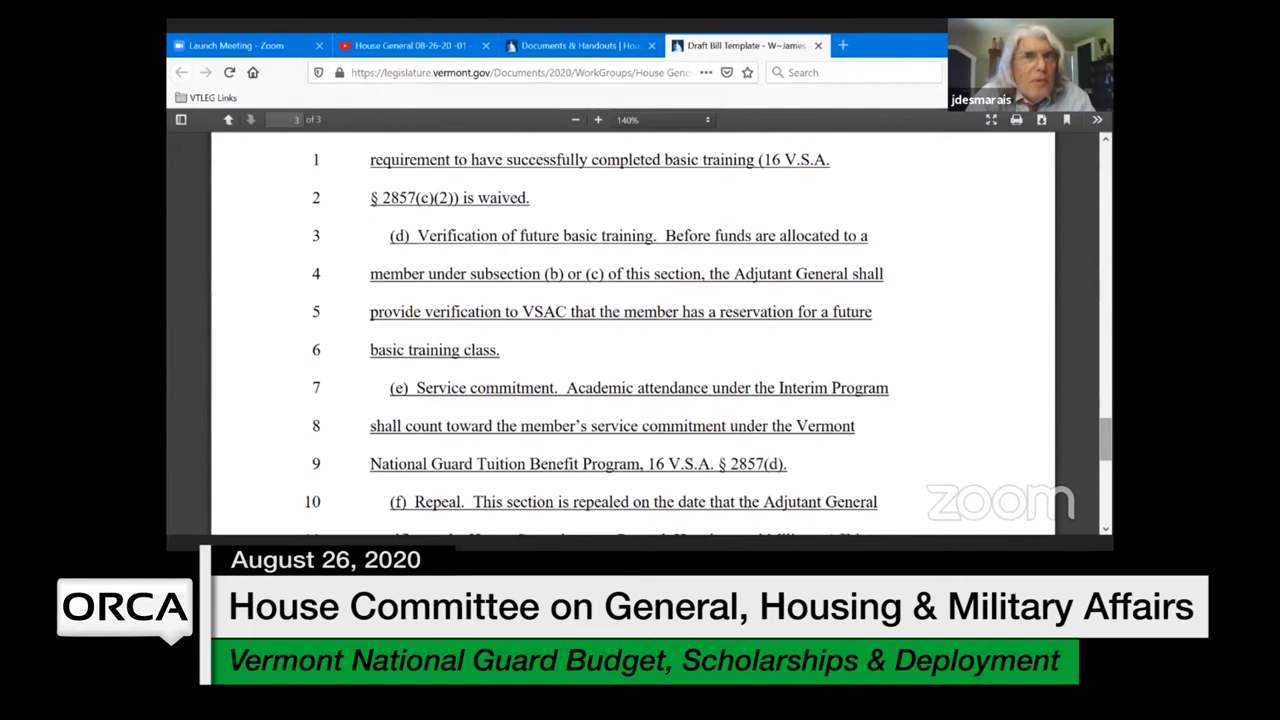 Launch Meeting - Zoom
House General 08-26-20 -01 -
Documents & Handouts | Hou
Draft Bill Template - W~James
https://legislature.vermont.gov/Documents/2020/WorkGroups/House Gene
Search
jdesmarais
VTLEG Links
3 of 3
140%
1 requirement to have successfully completed basic training (16 V.S.A.
2 § 2857(c)(2)) is waived.
3 (d) Verification of future basic training. Before funds are allocated to a
4 member under subsection (b) or (c) of this section, the Adjutant General shall
5 provide verification to VSAC that the member has a reservation for a future
6 basic training class.
7 (e) Service commitment. Academic attendance under the Interim Program
8 shall count toward the member's service commitment under the Vermont
9 National Guard Tuition Benefit Program, 16 V.S.A. § 2857(d).
10 (f) Repeal. This section is repealed on the date that the Adjutant General
zoom
August 26, 2020
ORCA
House Committee on General, Housing & Military Affairs
Vermont National Guard Budget, Scholarships & Deployment